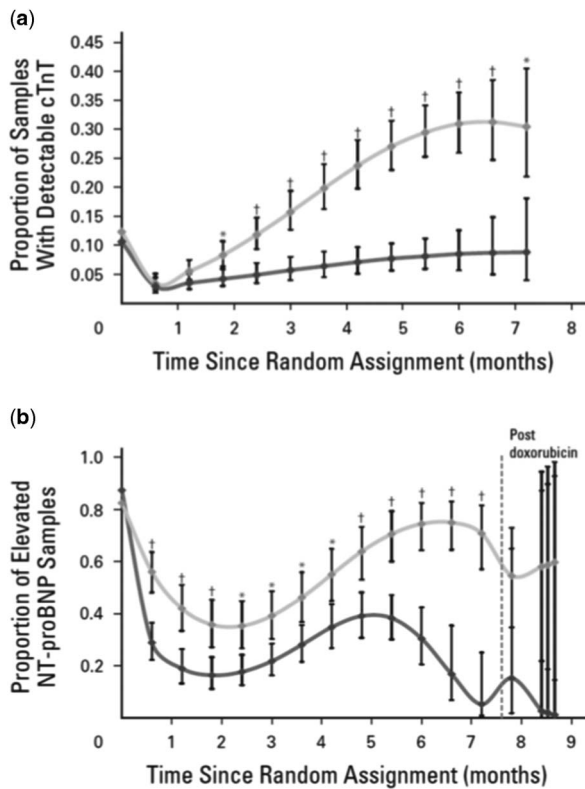 (a)
Proportion of Samples
With Detectable cTnT
0.45
0.40
0.35
0.30
0.25
0.20
0.15
0.10
0.05
* † † † † † † † † *
0 1 2 3 4 5 6 7 8
Time Since Random Assignment (months)
(b)
Proportion of Elevated
NT-proBNP Samples
1.0
0.8
0.6
0.4
0.2
† † † * * * * † † † † †
Post
doxorubicin
0 1 2 3 4 5 6 7 8 9
Time Since Random Assignment (months)